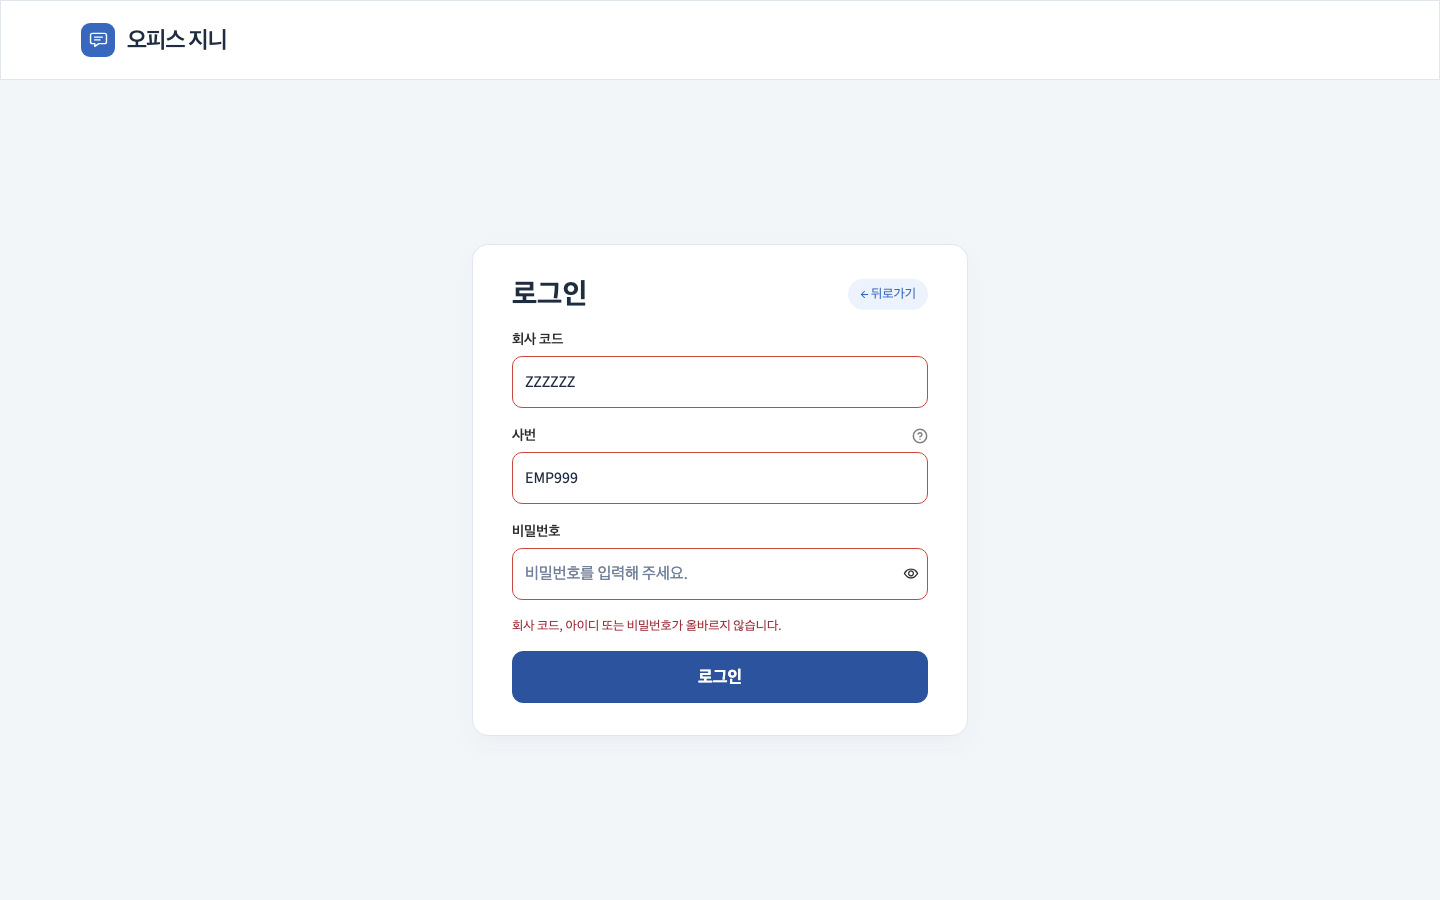 오피스 지니
로그인
← 뒤로가기
회사 코드
ZZZZZZ
사번
EMP999
비밀번호
비밀번호를 입력해 주세요.
회사 코드, 아이디 또는 비밀번호가 올바르지 않습니다.
로그인